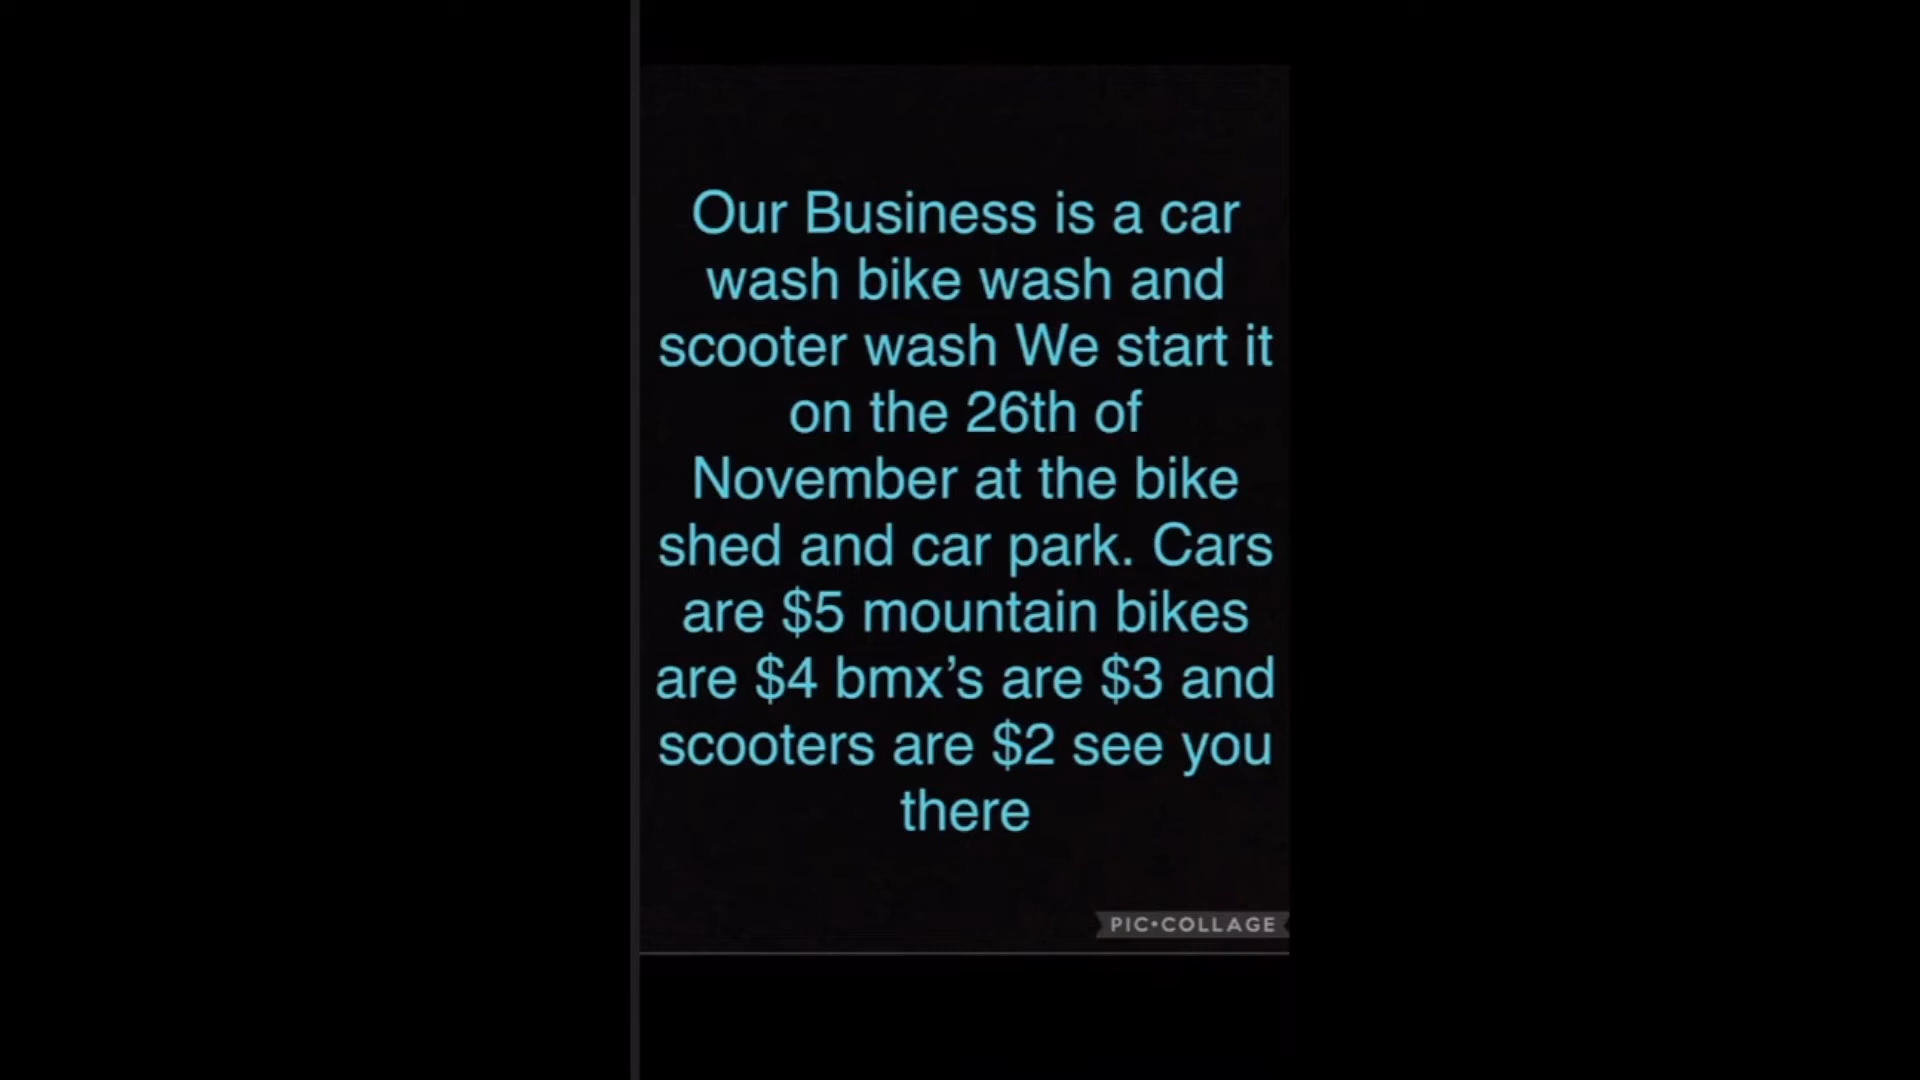 Our Business is a car
wash bike wash and
scooter wash We start it
on the 26th of
November at the bike
shed and car park. Cars
are $5 mountain bikes
are $4 bmx’s are $3 and
scooters are $2 see you
there
PIC•COLLAGE